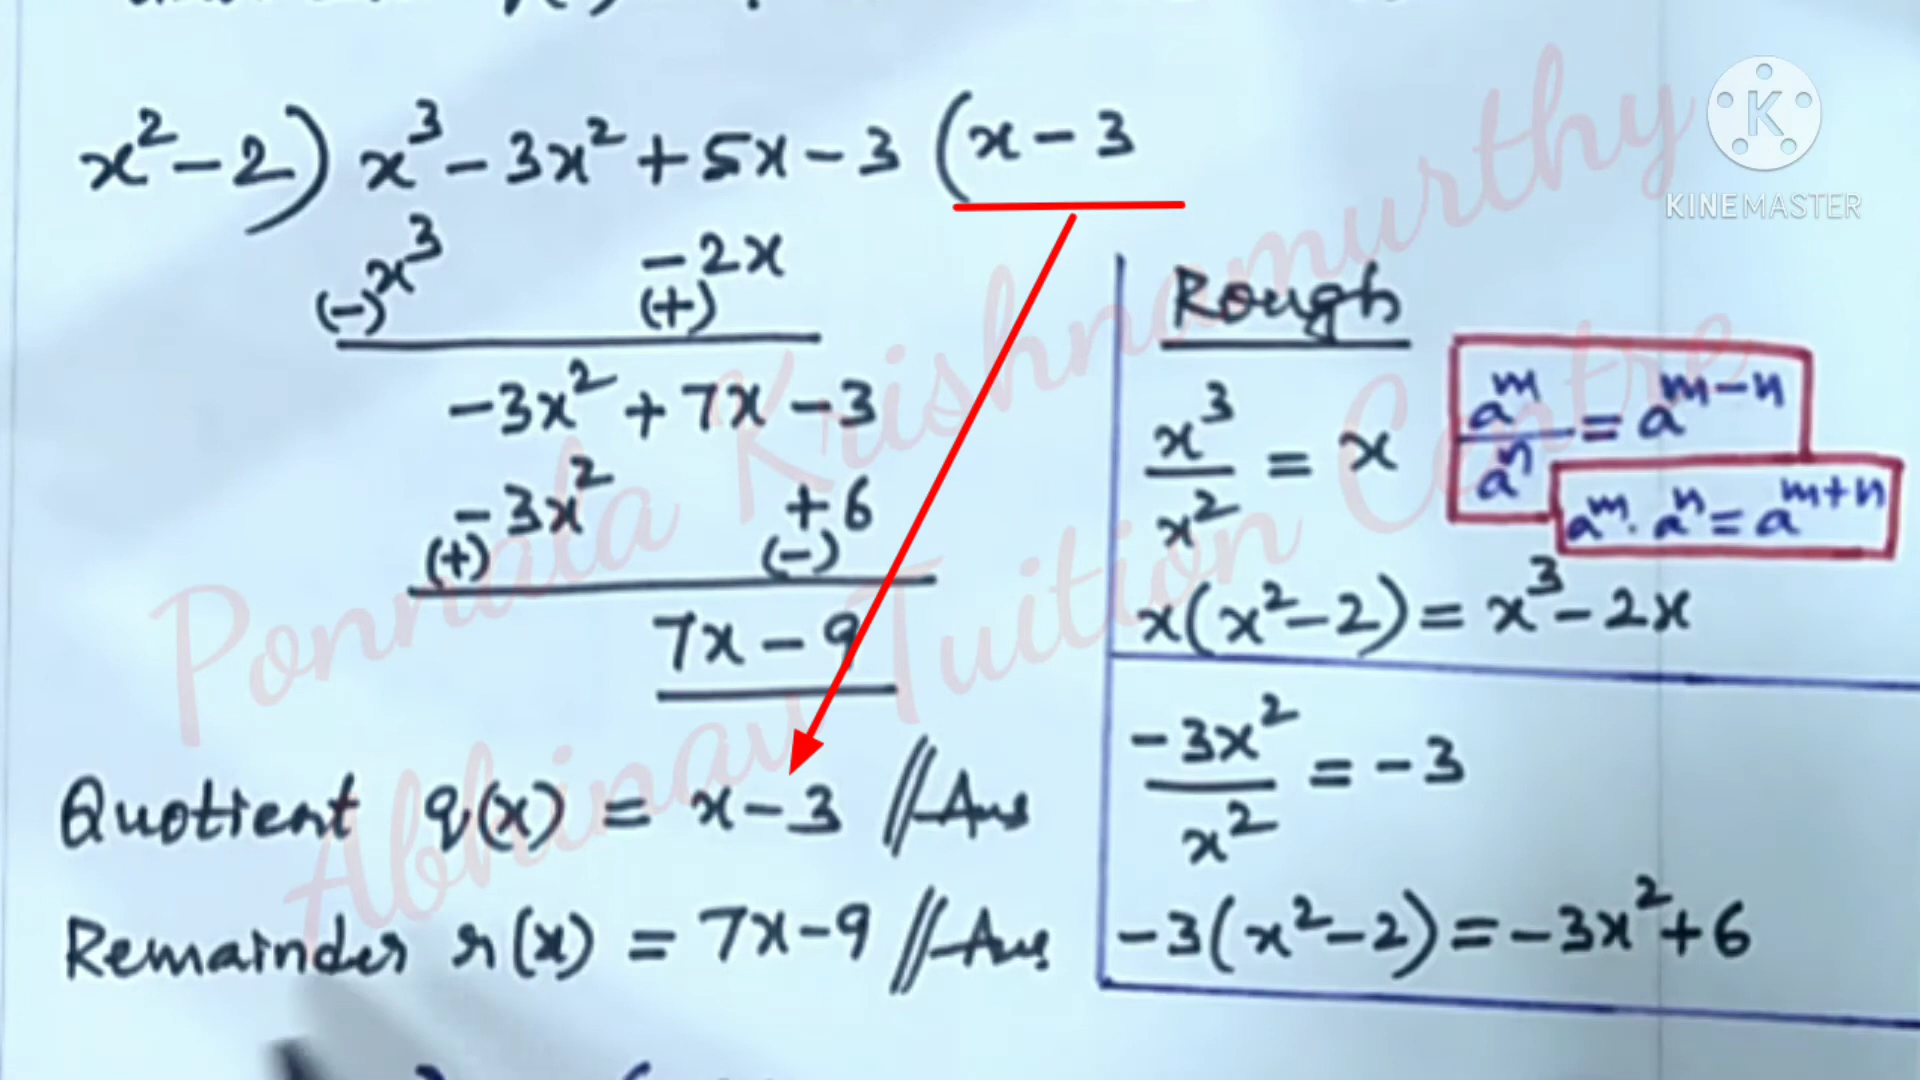 x² - 2 ) x³ - 3x² + 5x - 3 ( x - 3
(-) x³ - 2x (+)
-3x² + 7x - 3
-3x² + 6
(+) (-)
7x - 9
Quotient q(x) = x - 3 // Ans
Remainder r(x) = 7x - 9 // Ans
Rough
x³/x² = x
aᵐ/aⁿ = aᵐ⁻ⁿ
aᵐ · aⁿ = aᵐ⁺ⁿ
x(x² - 2) = x³ - 2x
-3x²/x² = -3
-3(x² - 2) = -3x² + 6
Ponnala Krishnamurthy
Abhinav Tuition Centre
K
KINEMASTER